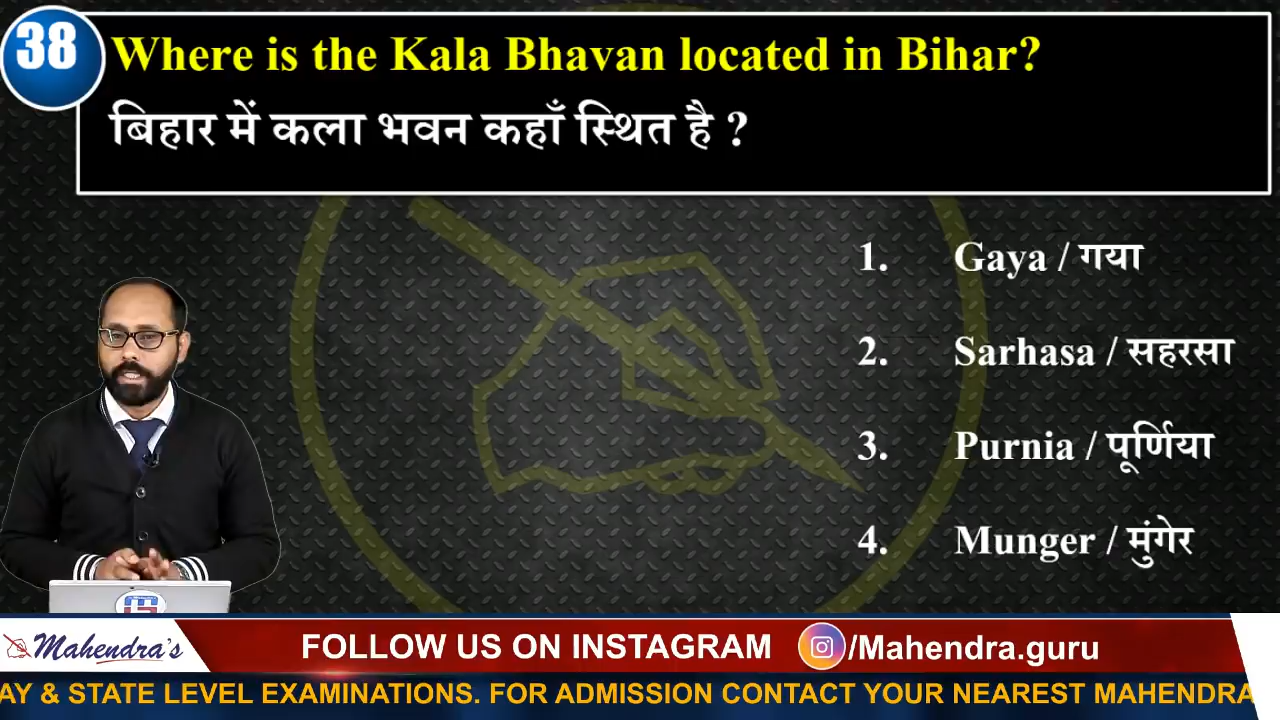 38
Where is the Kala Bhavan located in Bihar?
बिहार में कला भवन कहाँ स्थित है ?
1. Gaya / गया
2. Sarhasa / सहरसा
3. Purnia / पूर्णिया
4. Munger / मुंगेर
Mahendra's FOLLOW US ON INSTAGRAM /Mahendra.guru
AY & STATE LEVEL EXAMINATIONS. FOR ADMISSION CONTACT YOUR NEAREST MAHENDRA